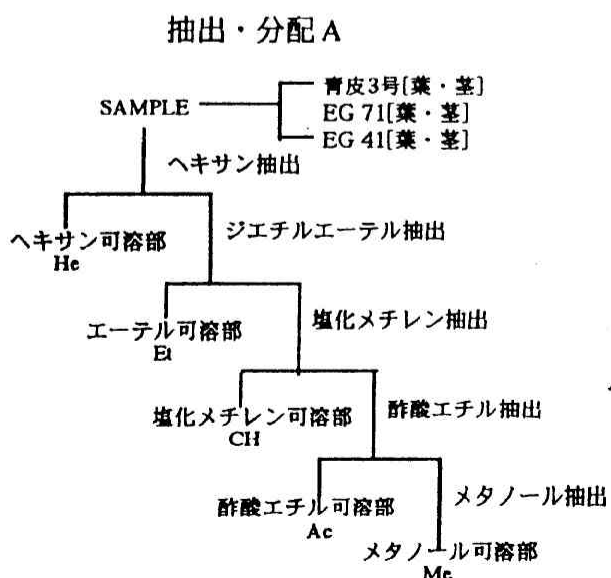 抽出・分配 A
青皮3号[葉・茎]
SAMPLE
EG 71[葉・茎]
EG 41[葉・茎]
ヘキサン抽出
ヘキサン可溶部
He
ジエチルエーテル抽出
エーテル可溶部
Et
塩化メチレン抽出
塩化メチレン可溶部
CH
酢酸エチル抽出
酢酸エチル可溶部
Ac
メタノール抽出
メタノール可溶部
Me